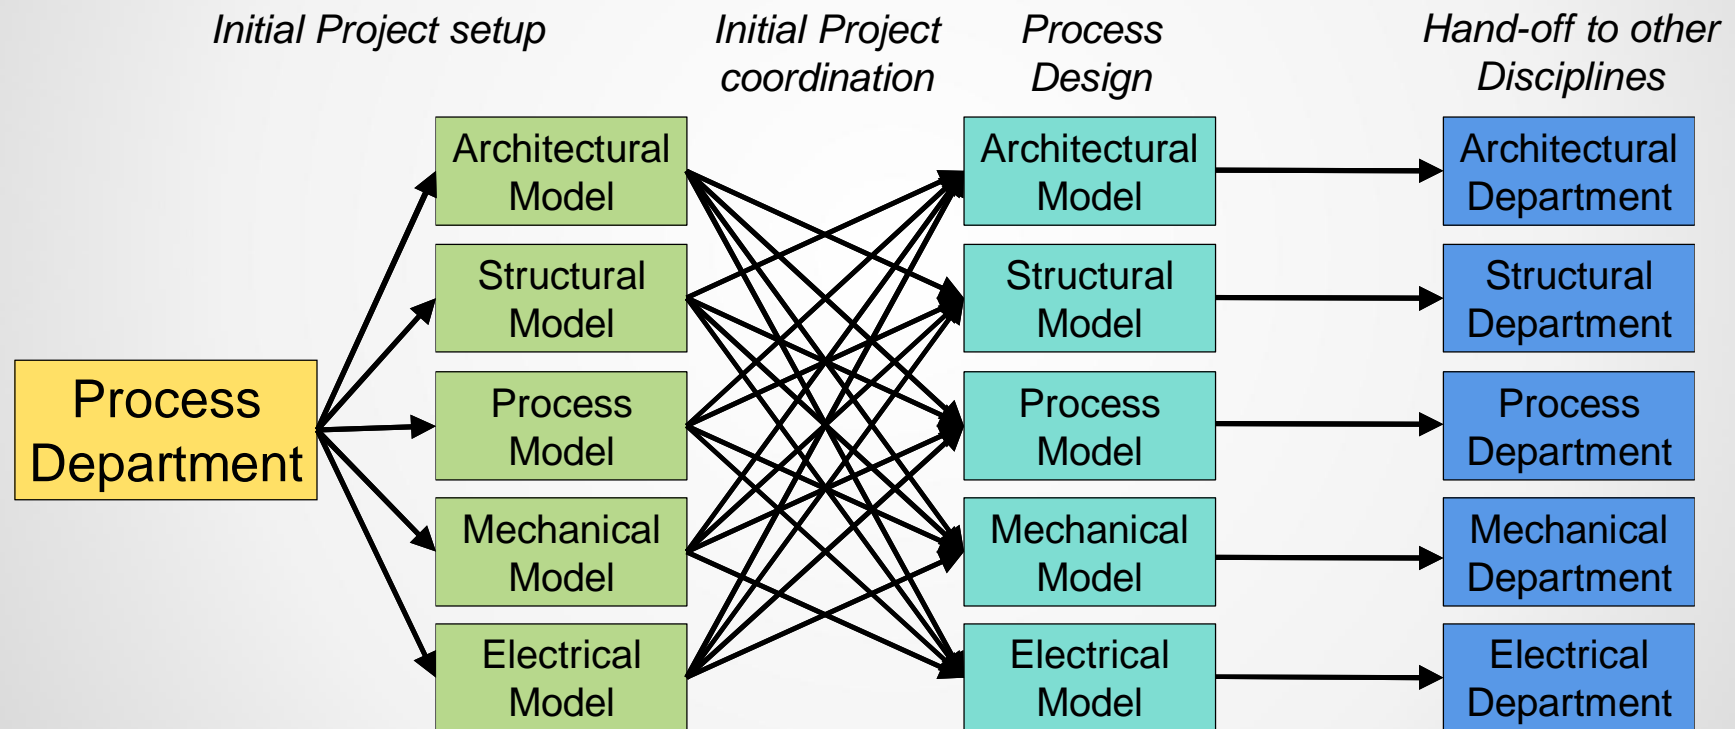 Initial Project setup
Initial Project
coordination
Process
Design
Hand-off to other
Disciplines
Process
Department
Architectural
Model
Structural
Model
Process
Model
Mechanical
Model
Electrical
Model
Architectural
Model
Structural
Model
Process
Model
Mechanical
Model
Electrical
Model
Architectural
Department
Structural
Department
Process
Department
Mechanical
Department
Electrical
Department